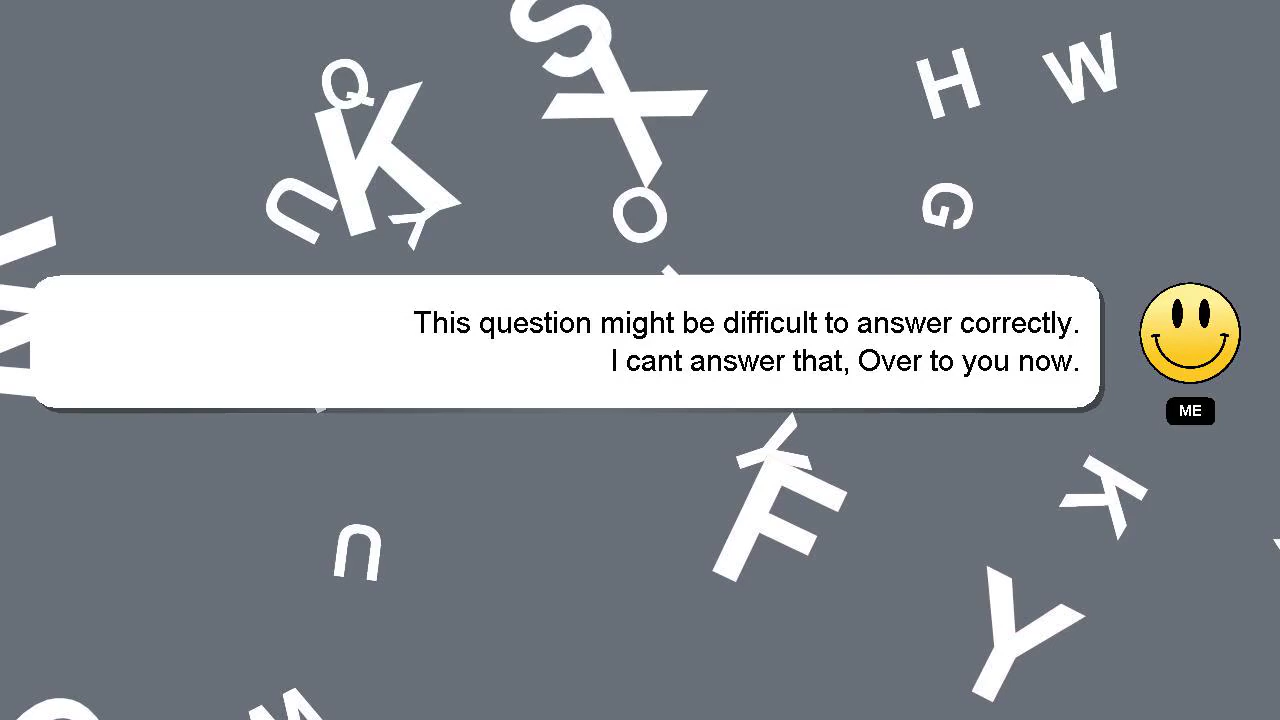 S
Q
K
X
H
W
U
Y
O
G
This question might be difficult to answer correctly.
I cant answer that, Over to you now.
ME
Y
F
K
U
Y